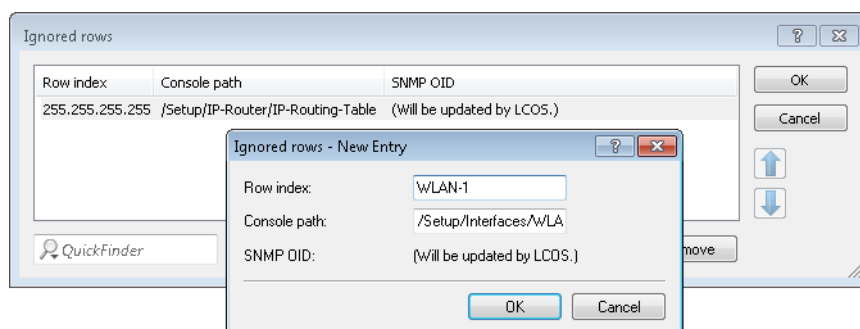 Ignored rows
Row index Console path SNMP OID
255.255.255.255 /Setup/IP-Router/IP-Routing-Table (Will be updated by LCOS.)
OK
Cancel
Ignored rows - New Entry
Row index: WLAN-1
Console path: /Setup/Interfaces/WLA
SNMP OID: (Will be updated by LCOS.)
OK Cancel
QuickFinder
move